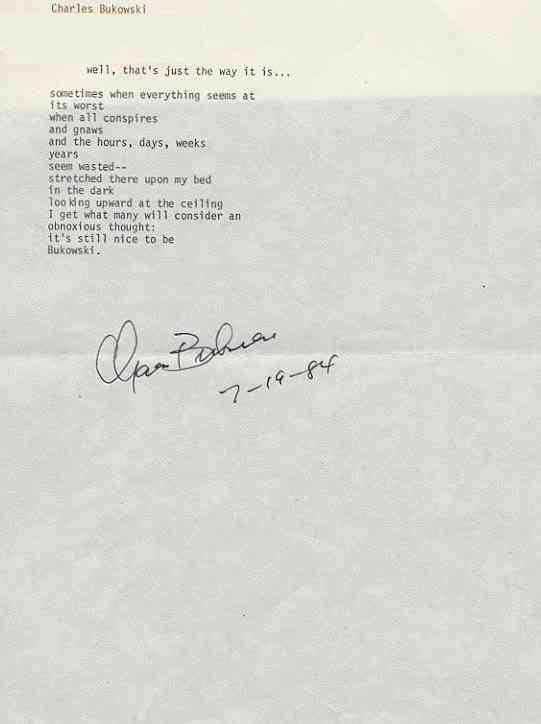 Charles Bukowski
well, that's just the way it is...
sometimes when everything seems at
its worst
when all conspires
and gnaws
and the hours, days, weeks
years
seem wasted--
stretched there upon my bed
in the dark
looking upward at the ceiling
I get what many will consider an
obnoxious thought:
it's still nice to be
Bukowski.
7-19-84